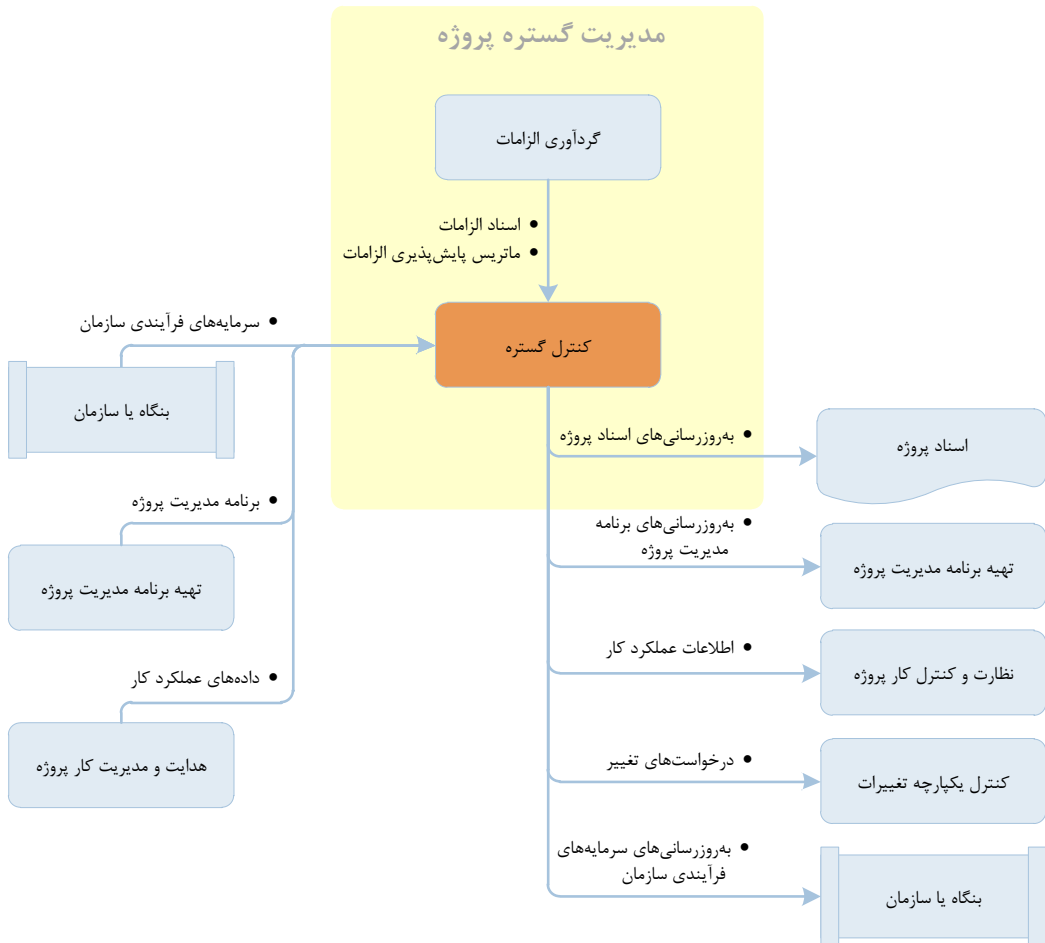 مدیریت گستره پروژه
گردآوری الزامات
● اسناد الزامات
● ماتریس پایش‌پذیری الزامات
● سرمایه‌های فرآیندی سازمان
کنترل گستره
بنگاه یا سازمان
● به‌روزرسانی‌های اسناد پروژه
اسناد پروژه
● برنامه مدیریت پروژه
● به‌روزرسانی‌های برنامه
مدیریت پروژه
تهیه برنامه مدیریت پروژه
تهیه برنامه مدیریت پروژه
● اطلاعات عملکرد کار
نظارت و کنترل کار پروژه
● داده‌های عملکرد کار
هدایت و مدیریت کار پروژه
● درخواست‌های تغییر
کنترل یکپارچه تغییرات
● به‌روزرسانی‌های سرمایه‌های
فرآیندی سازمان
بنگاه یا سازمان